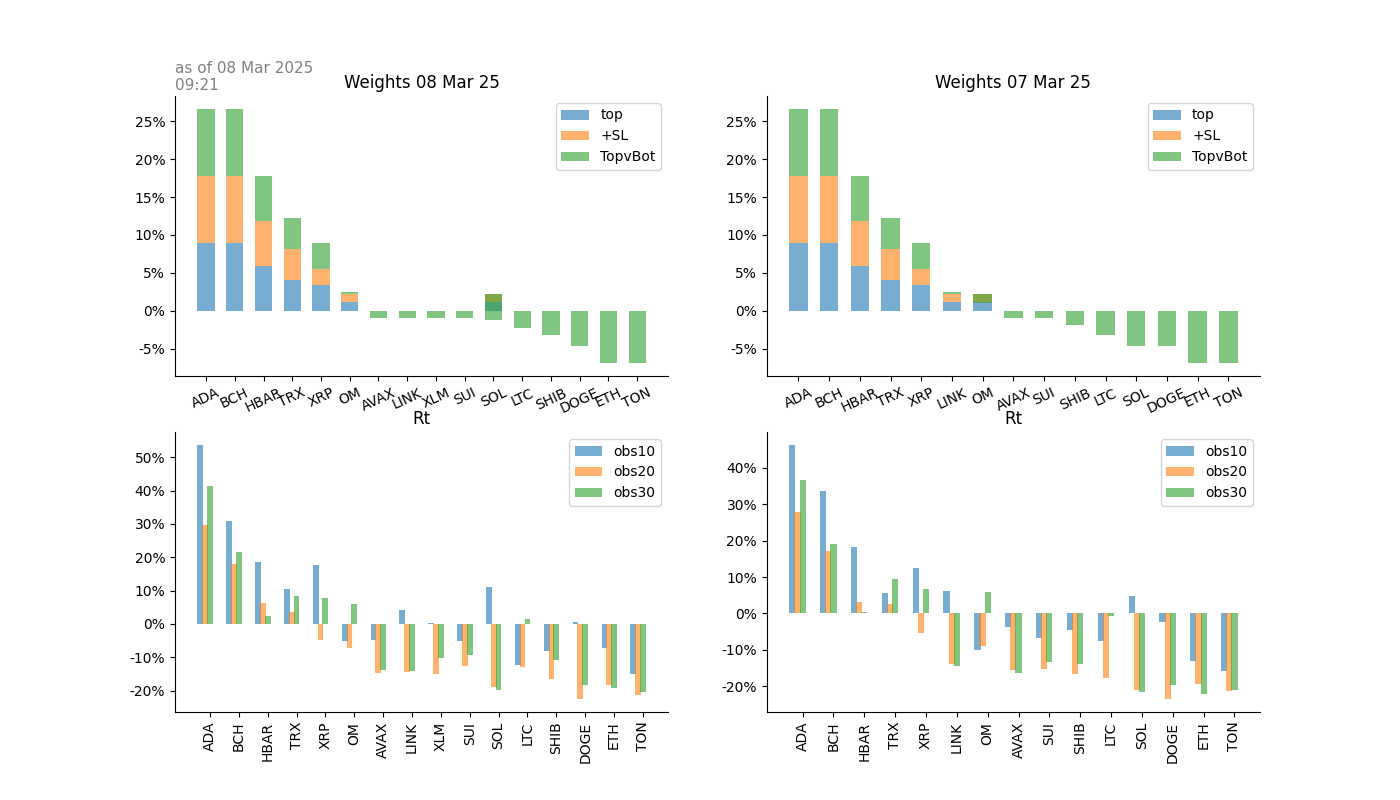 as of 08 Mar 2025
09:21
Weights 08 Mar 25
25%
20%
15%
10%
5%
0%
-5%
top
+SL
TopvBot
ADA BCH HBAR TRX XRP OM AVAX LINK XLM SUI SOL LTC SHIB DOGE ETH TON
Weights 07 Mar 25
25%
20%
15%
10%
5%
0%
-5%
top
+SL
TopvBot
ADA BCH HBAR TRX XRP LINK OM AVAX SUI SHIB LTC SOL DOGE ETH TON
Rt
50%
40%
30%
20%
10%
0%
-10%
-20%
obs10
obs20
obs30
ADA BCH HBAR TRX XRP OM AVAX LINK XLM SUI SOL LTC SHIB DOGE ETH TON
Rt
40%
30%
20%
10%
0%
-10%
-20%
obs10
obs20
obs30
ADA BCH HBAR TRX XRP LINK OM AVAX SUI SHIB LTC SOL DOGE ETH TON